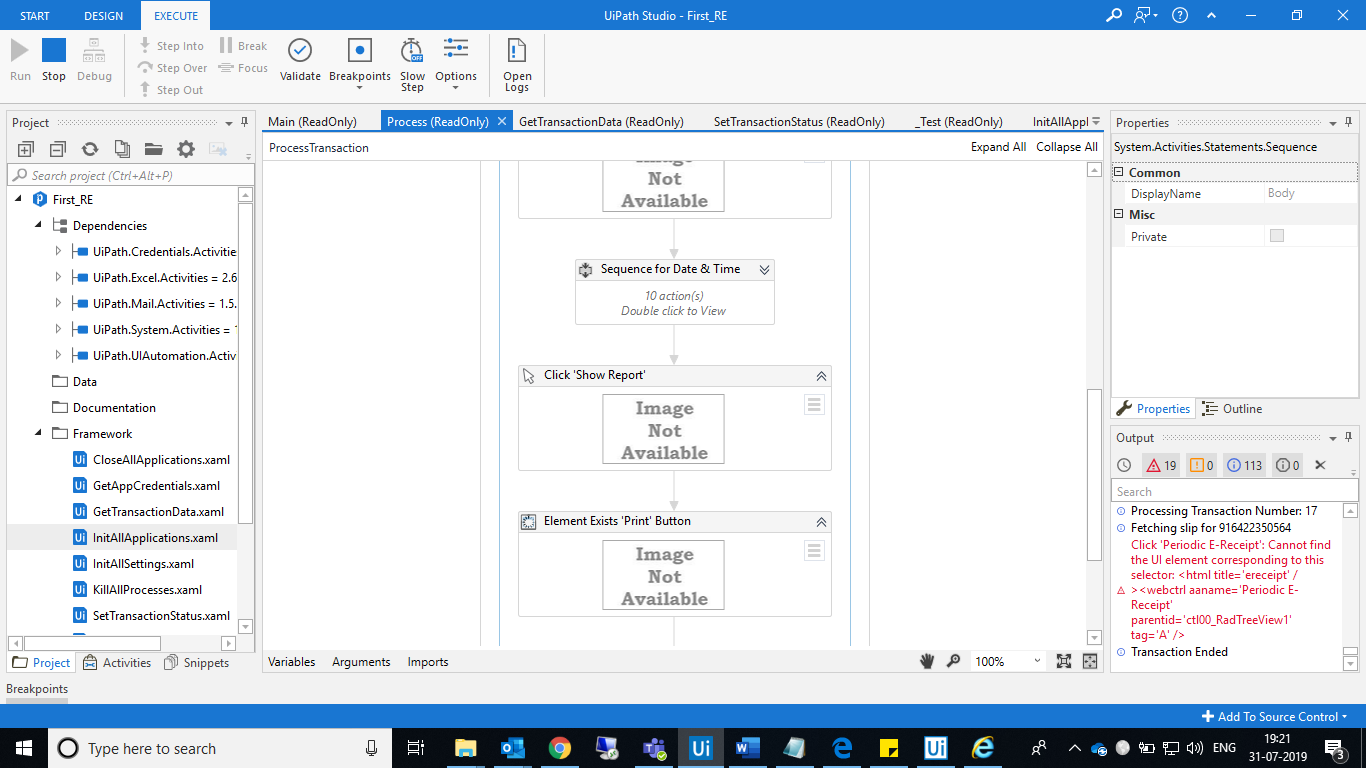 START DESIGN EXECUTE UiPath Studio - First_RE
Run Stop Debug
Step Into Break
Step Over Focus
Step Out
Validate Breakpoints Slow Step Options Open Logs
Project
Search project (Ctrl+Alt+P)
First_RE
Dependencies
UiPath.Credentials.Activitie
UiPath.Excel.Activities = 2.6
UiPath.Mail.Activities = 1.5.
UiPath.System.Activities =
UiPath.UIAutomation.Activ
Data
Documentation
Framework
CloseAllApplications.xaml
GetAppCredentials.xaml
GetTransactionData.xaml
InitAllApplications.xaml
InitAllSettings.xaml
KillAllProcesses.xaml
SetTransactionStatus.xaml
Project Activities Snippets
Main (ReadOnly) Process (ReadOnly) GetTransactionData (ReadOnly) SetTransactionStatus (ReadOnly) _Test (ReadOnly) InitAllAppl
ProcessTransaction Expand All Collapse All
Image
Not
Available
Sequence for Date & Time
10 action(s)
Double click to View
Click 'Show Report'
Image
Not
Available
Element Exists 'Print' Button
Image
Not
Available
Variables Arguments Imports 100%
Properties
System.Activities.Statements.Sequence
Common
DisplayName Body
Misc
Private
Properties Outline
Output
19 0 113 0
Search
Processing Transaction Number: 17
Fetching slip for 916422350564
Click 'Periodic E-Receipt': Cannot find
the UI element corresponding to this
selector: <html title='ereceipt' /
><webctrl aaname='Periodic E-
Receipt'
parentid='ctl00_RadTreeView1'
tag='A' />
Transaction Ended
Breakpoints
Add To Source Control
Type here to search
ENG
19:21
31-07-2019
3